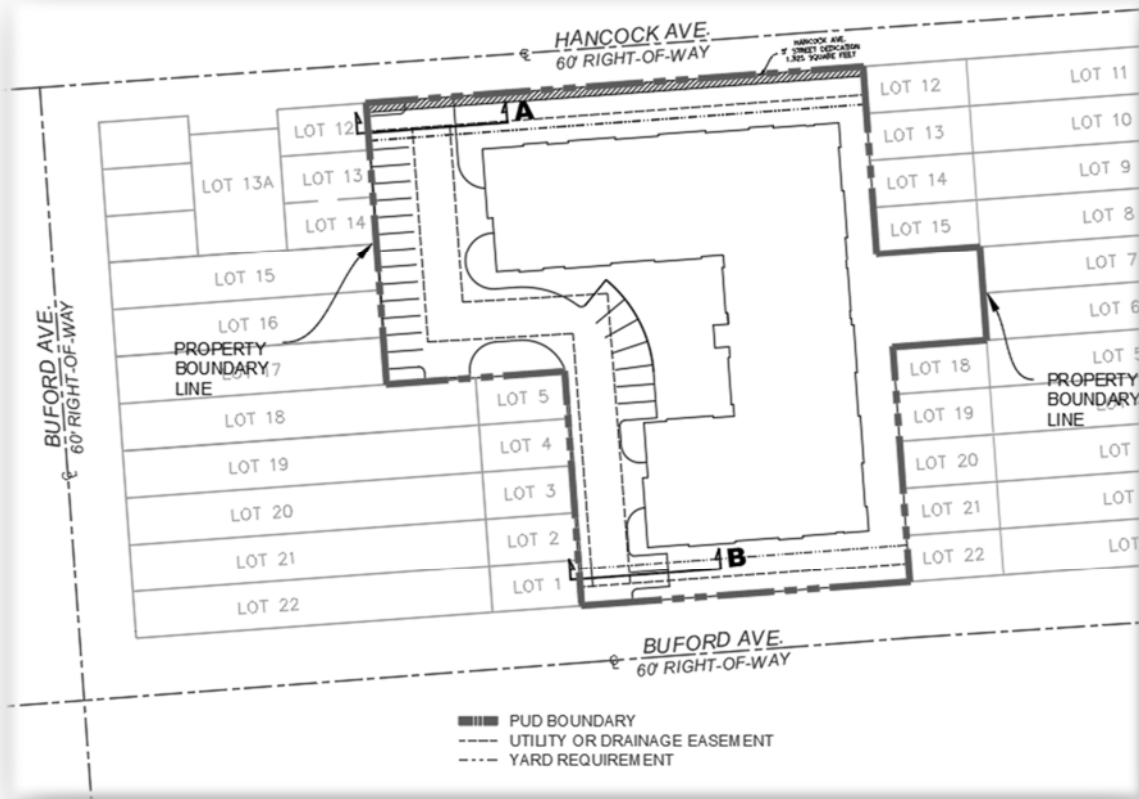 HANCOCK AVE.
60' RIGHT-OF-WAY
HANCOCK AVE.
5' STREET DEDICATION
1,325 SQUARE FEET
A
LOT 12
LOT 13A
LOT 13
LOT 14
LOT 15
LOT 16
LOT 17
LOT 18
LOT 19
LOT 20
LOT 21
LOT 22
LOT 5
LOT 4
LOT 3
LOT 2
LOT 1
PROPERTY
BOUNDARY
LINE
BUFORD AVE.
60' RIGHT-OF-WAY
LOT 12
LOT 13
LOT 14
LOT 15
LOT 11
LOT 10
LOT 9
LOT 8
LOT 7
LOT 6
LOT 5
LOT 18
LOT 19
LOT 20
LOT 21
LOT 22
PROPERTY
BOUNDARY
LINE
LOT
LOT
LOT
B
BUFORD AVE.
60' RIGHT-OF-WAY
PUD BOUNDARY
UTILITY OR DRAINAGE EASEMENT
YARD REQUIREMENT